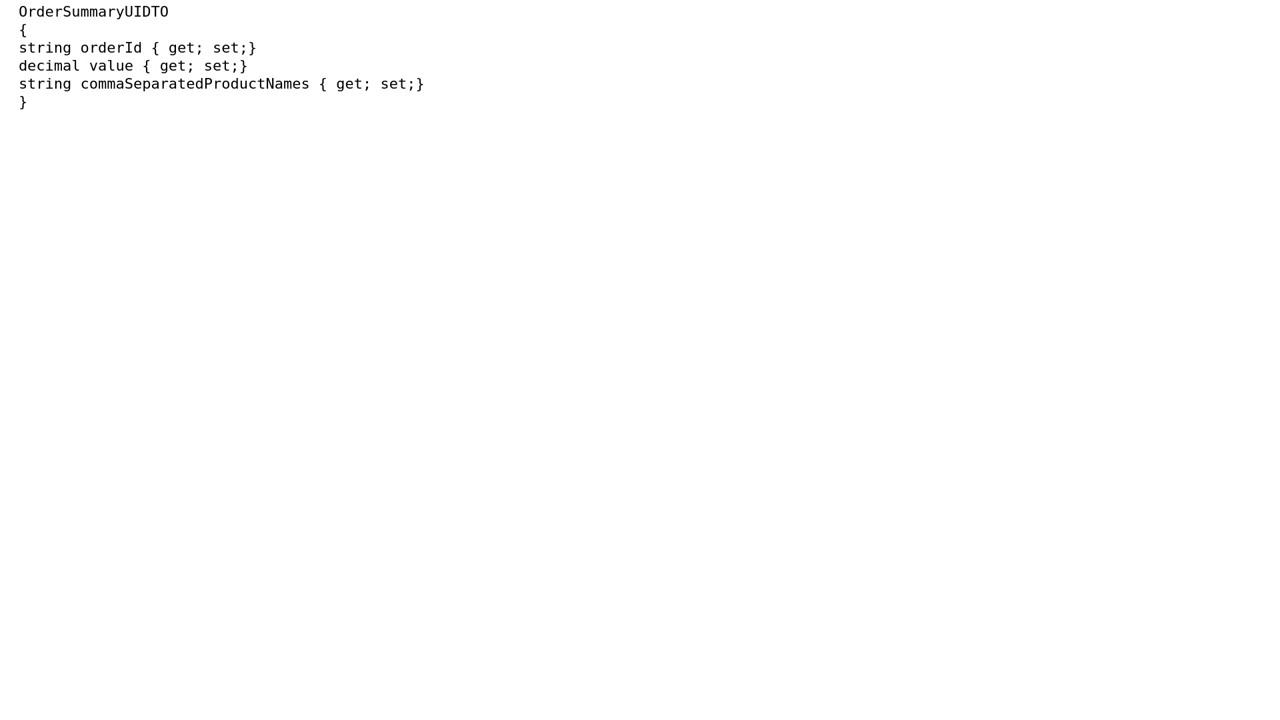 OrderSummaryUIDTO
{
string orderId { get; set;}
decimal value { get; set;}
string commaSeparatedProductNames { get; set;}
}